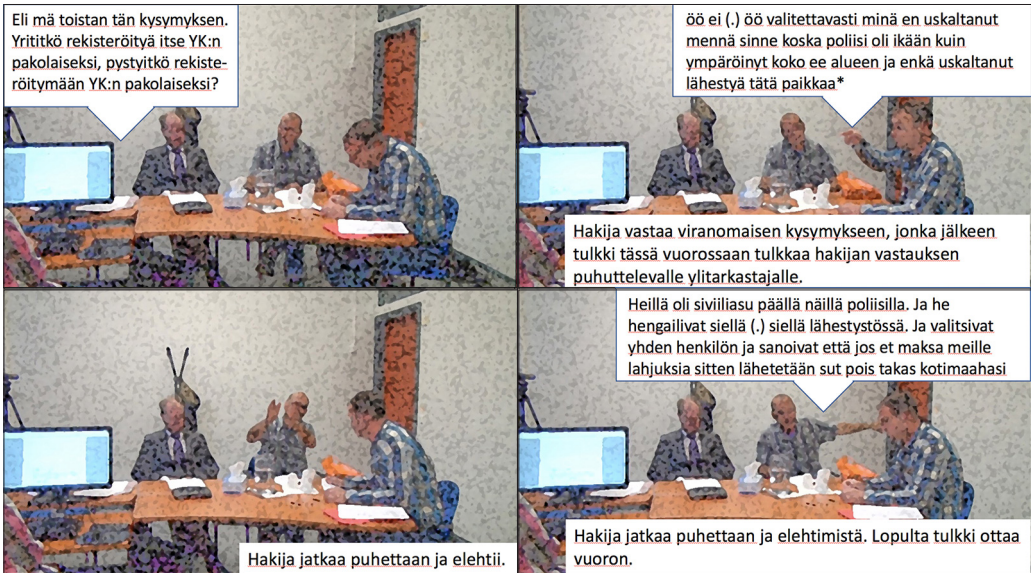 Eli mä toistan tän kysymyksen.
Yrititkö rekisteröityä itse YK:n
pakolaiseksi, pystyitkö rekiste-
röitymään YK:n pakolaiseksi?
öö ei (.) öö valitettavasti minä en uskaltanut
mennä sinne koska poliisi oli ikään kuin
ympäröinyt koko ee alueen ja enkä uskaltanut
lähestyä tätä paikkaa*
Hakija vastaa viranomaisen kysymykseen, jonka jälkeen
tulkki tässä vuorossaan tulkkaa hakijan vastauksen
puhuttelevalle ylitarkastajalle.
Hakija jatkaa puhettaan ja elehtii.
Heillä oli siviiliasu päällä näillä poliisilla. Ja he
hengailivat siellä (.) siellä lähestystössä. Ja valitsivat
yhden henkilön ja sanoivat että jos et maksa meille
lahjuksia sitten lähetetään sut pois takas kotimaahasi
Hakija jatkaa puhettaan ja elehtimistä. Lopulta tulkki ottaa
vuoron.